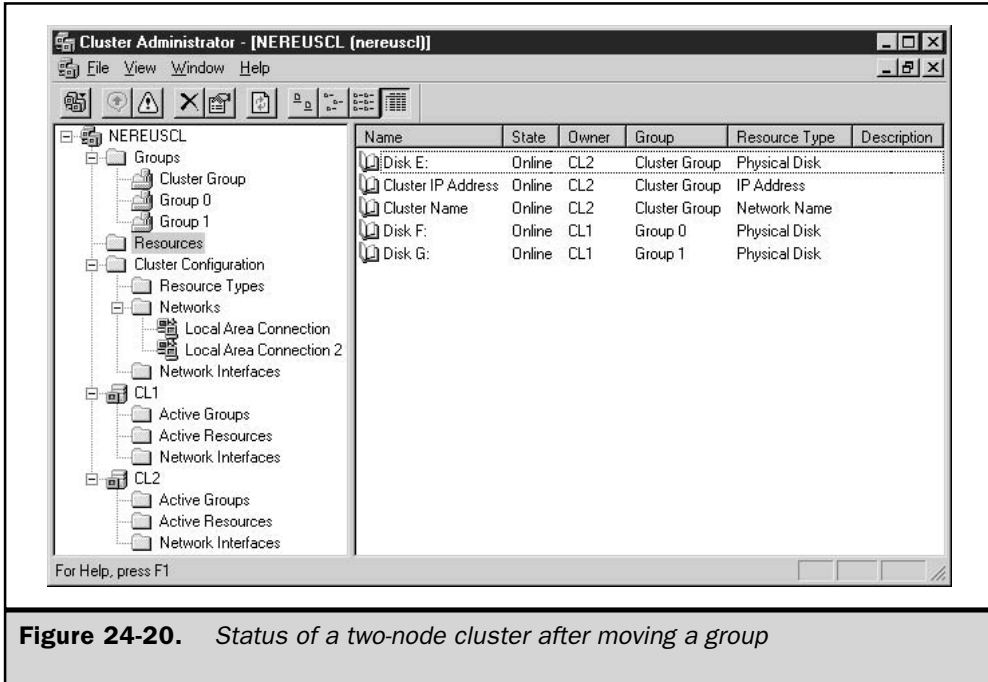 Cluster Administrator - [NEREUSCL (nereuscl)]
File View Window Help
NEREUSCL
Groups
Cluster Group
Group 0
Group 1
Resources
Cluster Configuration
Resource Types
Networks
Local Area Connection
Local Area Connection 2
Network Interfaces
CL1
Active Groups
Active Resources
Network Interfaces
CL2
Active Groups
Active Resources
Network Interfaces
Name State Owner Group Resource Type Description
Disk E: Online CL2 Cluster Group Physical Disk
Cluster IP Address Online CL2 Cluster Group IP Address
Cluster Name Online CL2 Cluster Group Network Name
Disk F: Online CL1 Group 0 Physical Disk
Disk G: Online CL1 Group 1 Physical Disk
For Help, press F1
Figure 24-20. Status of a two-node cluster after moving a group